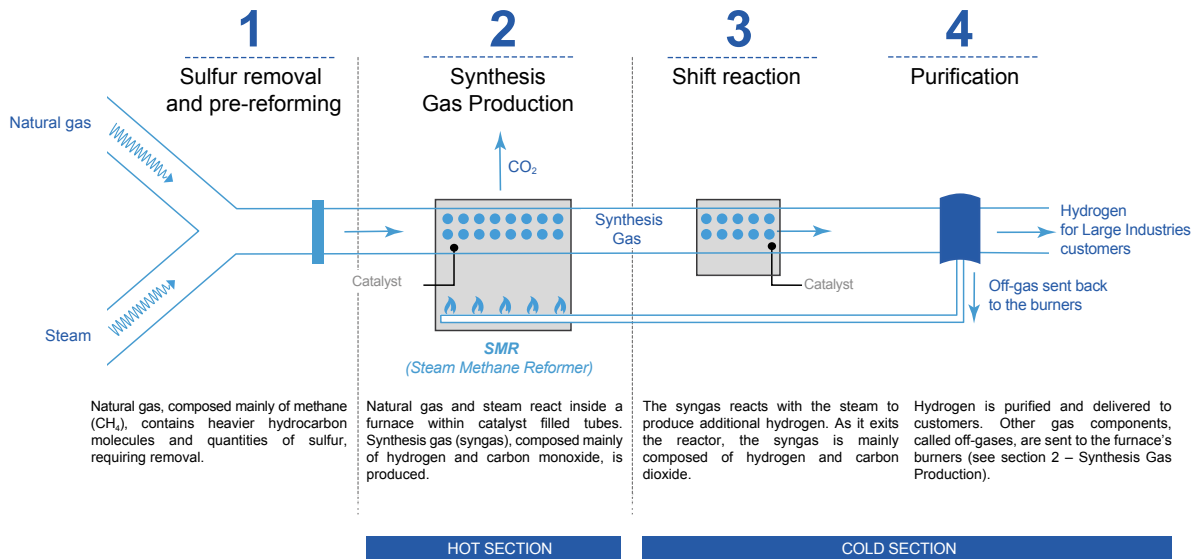 1
Sulfur removal
and pre-reforming
2
Synthesis
Gas Production
3
Shift reaction
4
Purification
Natural gas
Steam
CO₂
Catalyst
SMR
(Steam Methane Reformer)
Synthesis
Gas
Catalyst
Hydrogen
for Large Industries
customers
Off-gas sent back
to the burners
Natural gas, composed mainly of methane
(CH₄), contains heavier hydrocarbon
molecules and quantities of sulfur,
requiring removal.
Natural gas and steam react inside a
furnace within catalyst filled tubes.
Synthesis gas (syngas), composed mainly
of hydrogen and carbon monoxide, is
produced.
The syngas reacts with the steam to
produce additional hydrogen. As it exits
the reactor, the syngas is mainly
composed of hydrogen and carbon
dioxide.
Hydrogen is purified and delivered to
customers. Other gas components,
called off-gases, are sent to the furnace's
burners (see section 2 – Synthesis Gas
Production).
HOT SECTION
COLD SECTION